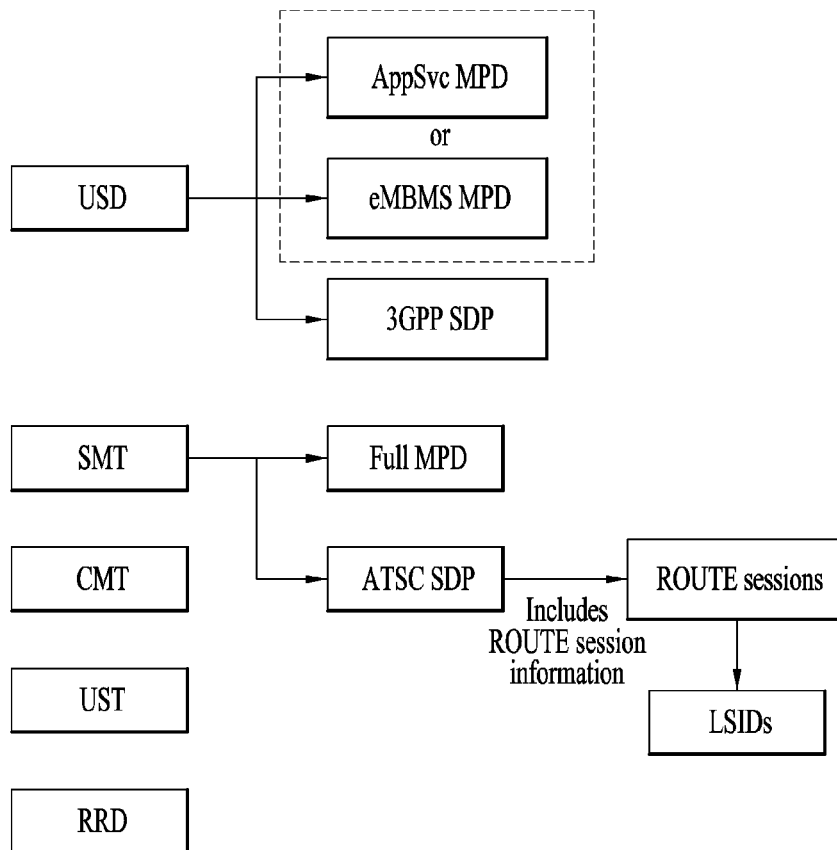 AppSvc MPD
or
USD
eMBMS MPD
3GPP SDP
SMT
Full MPD
CMT
ATSC SDP
ROUTE sessions
Includes
ROUTE session
information
UST
LSIDs
RRD